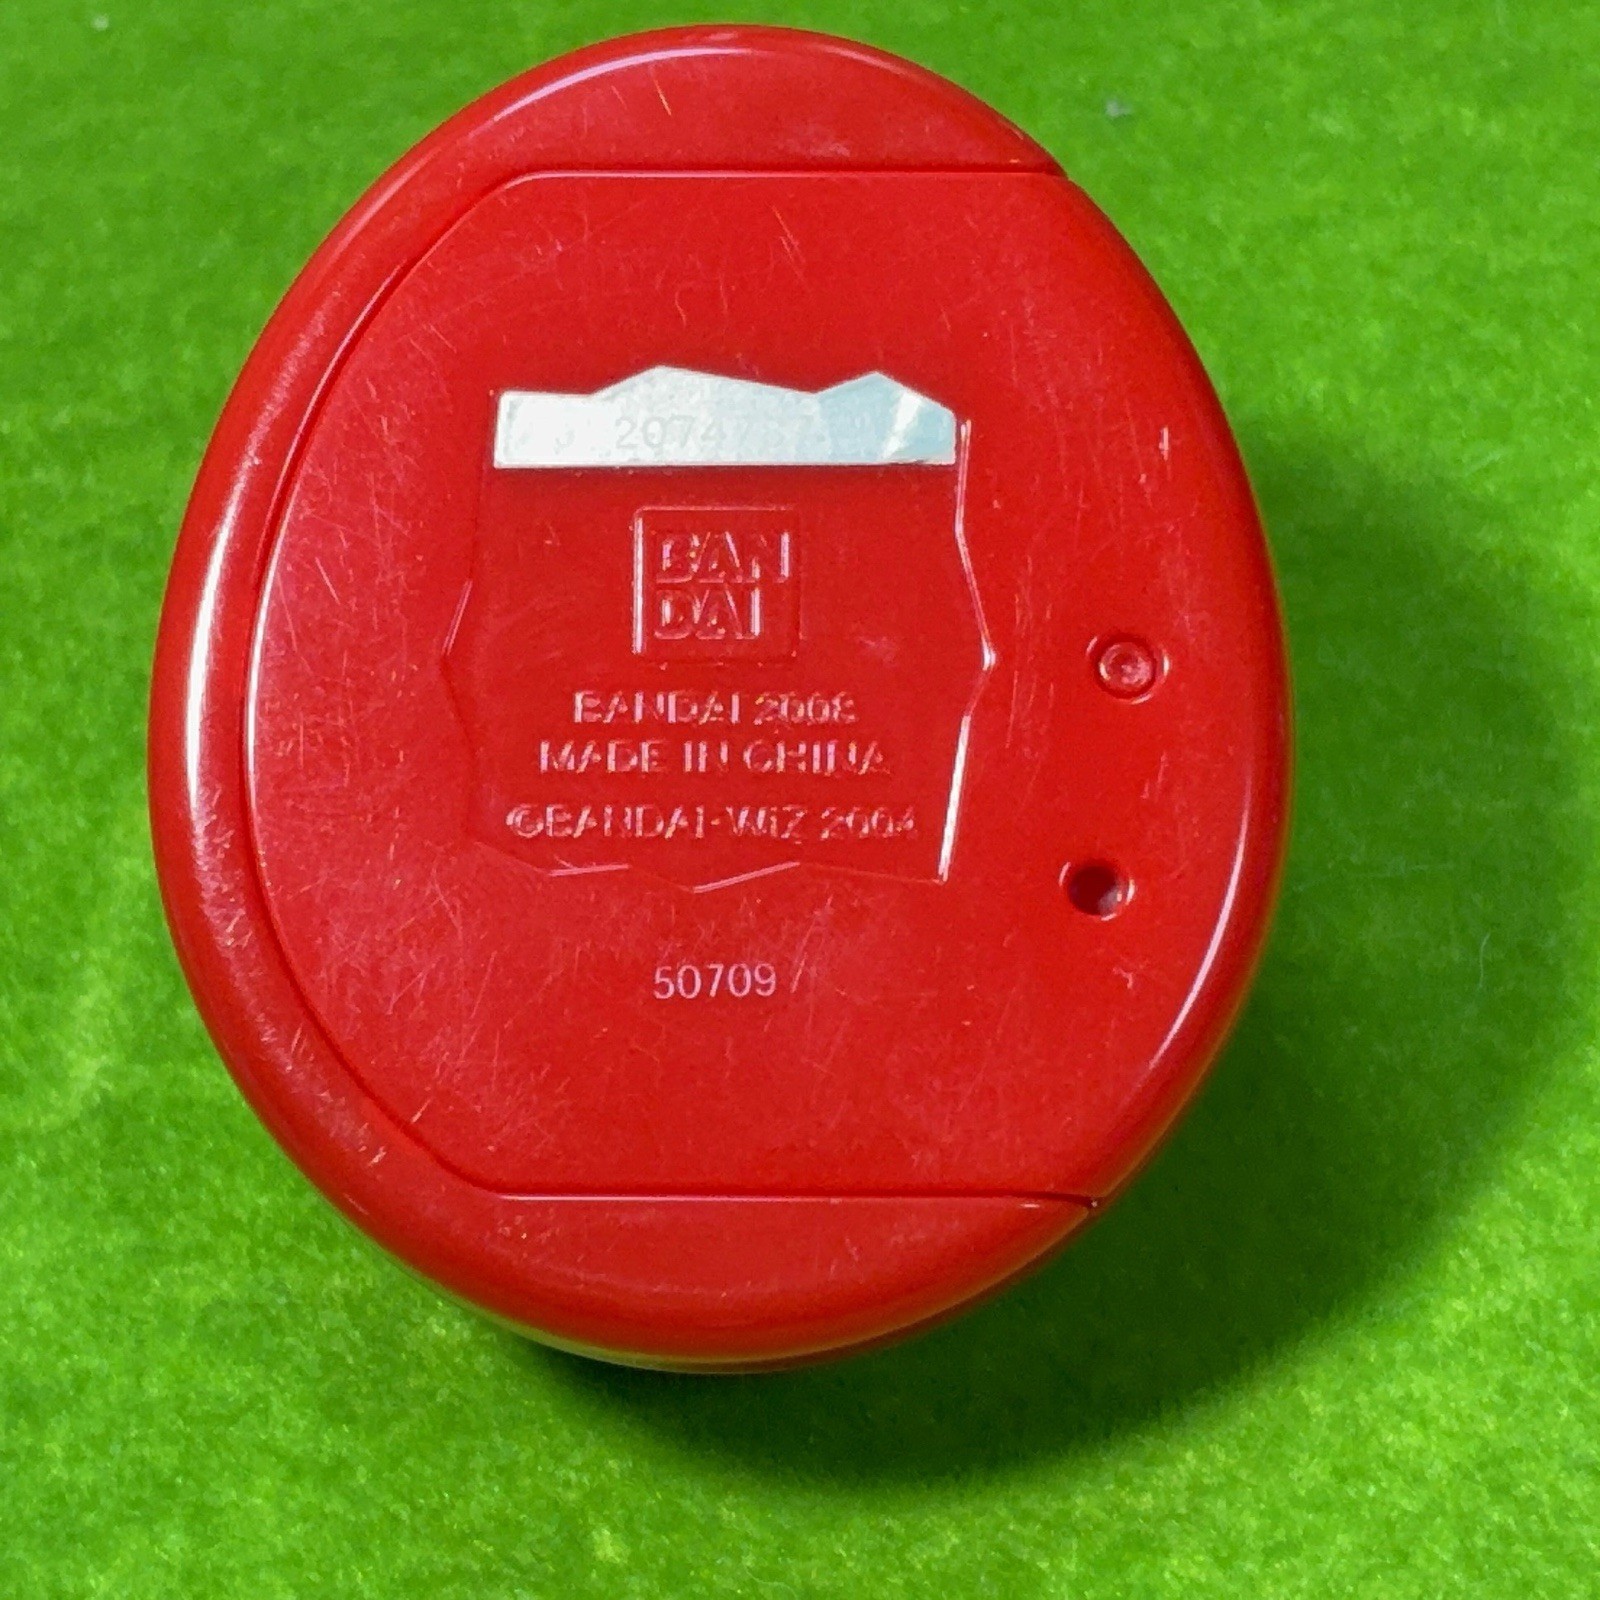 BAN
DAI
BANDAI 2008
MADE IN CHINA
©BANDAI·WiZ 2004
50709